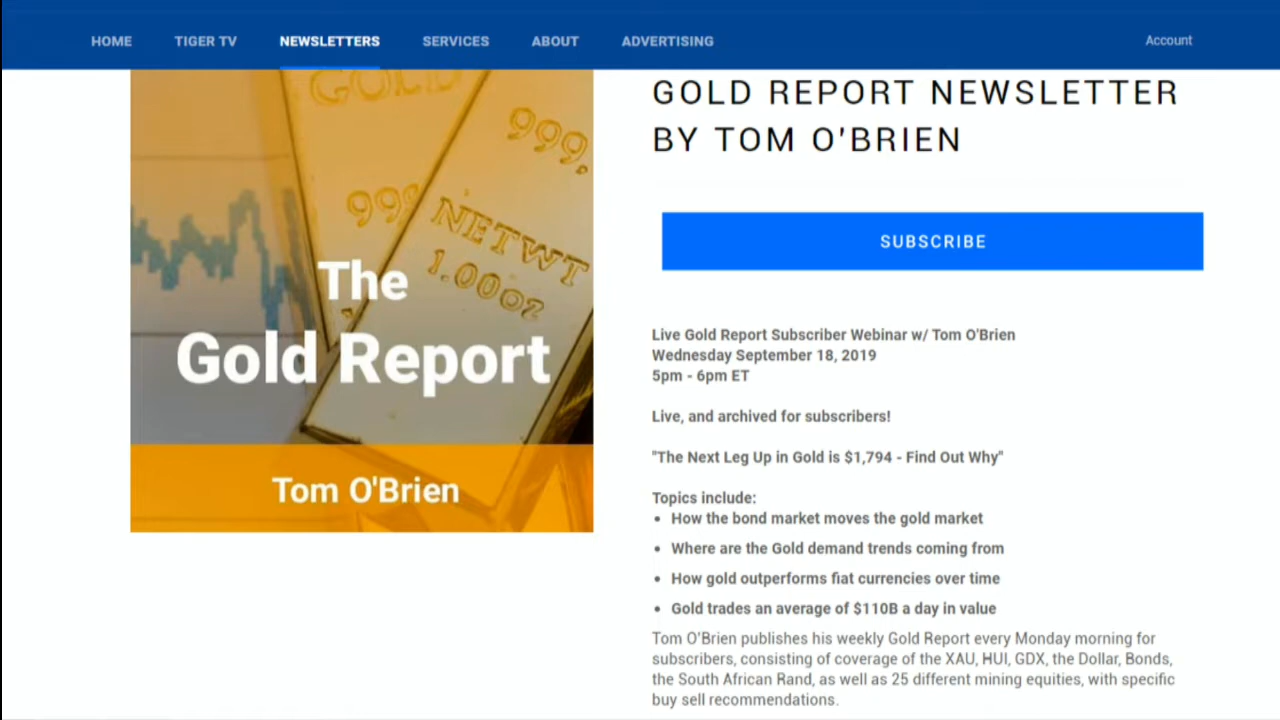 HOME TIGER TV NEWSLETTERS SERVICES ABOUT ADVERTISING Account
GOLD
999.
999
NETWT
1.00oz
The
Gold Report
Tom O'Brien
GOLD REPORT NEWSLETTER
BY TOM O'BRIEN
SUBSCRIBE
Live Gold Report Subscriber Webinar w/ Tom O'Brien
Wednesday September 18, 2019
5pm - 6pm ET
Live, and archived for subscribers!
"The Next Leg Up in Gold is $1,794 - Find Out Why"
Topics include:
• How the bond market moves the gold market
• Where are the Gold demand trends coming from
• How gold outperforms fiat currencies over time
• Gold trades an average of $110B a day in value
Tom O'Brien publishes his weekly Gold Report every Monday morning for
subscribers, consisting of coverage of the XAU, HUI, GDX, the Dollar, Bonds,
the South African Rand, as well as 25 different mining equities, with specific
buy sell recommendations.